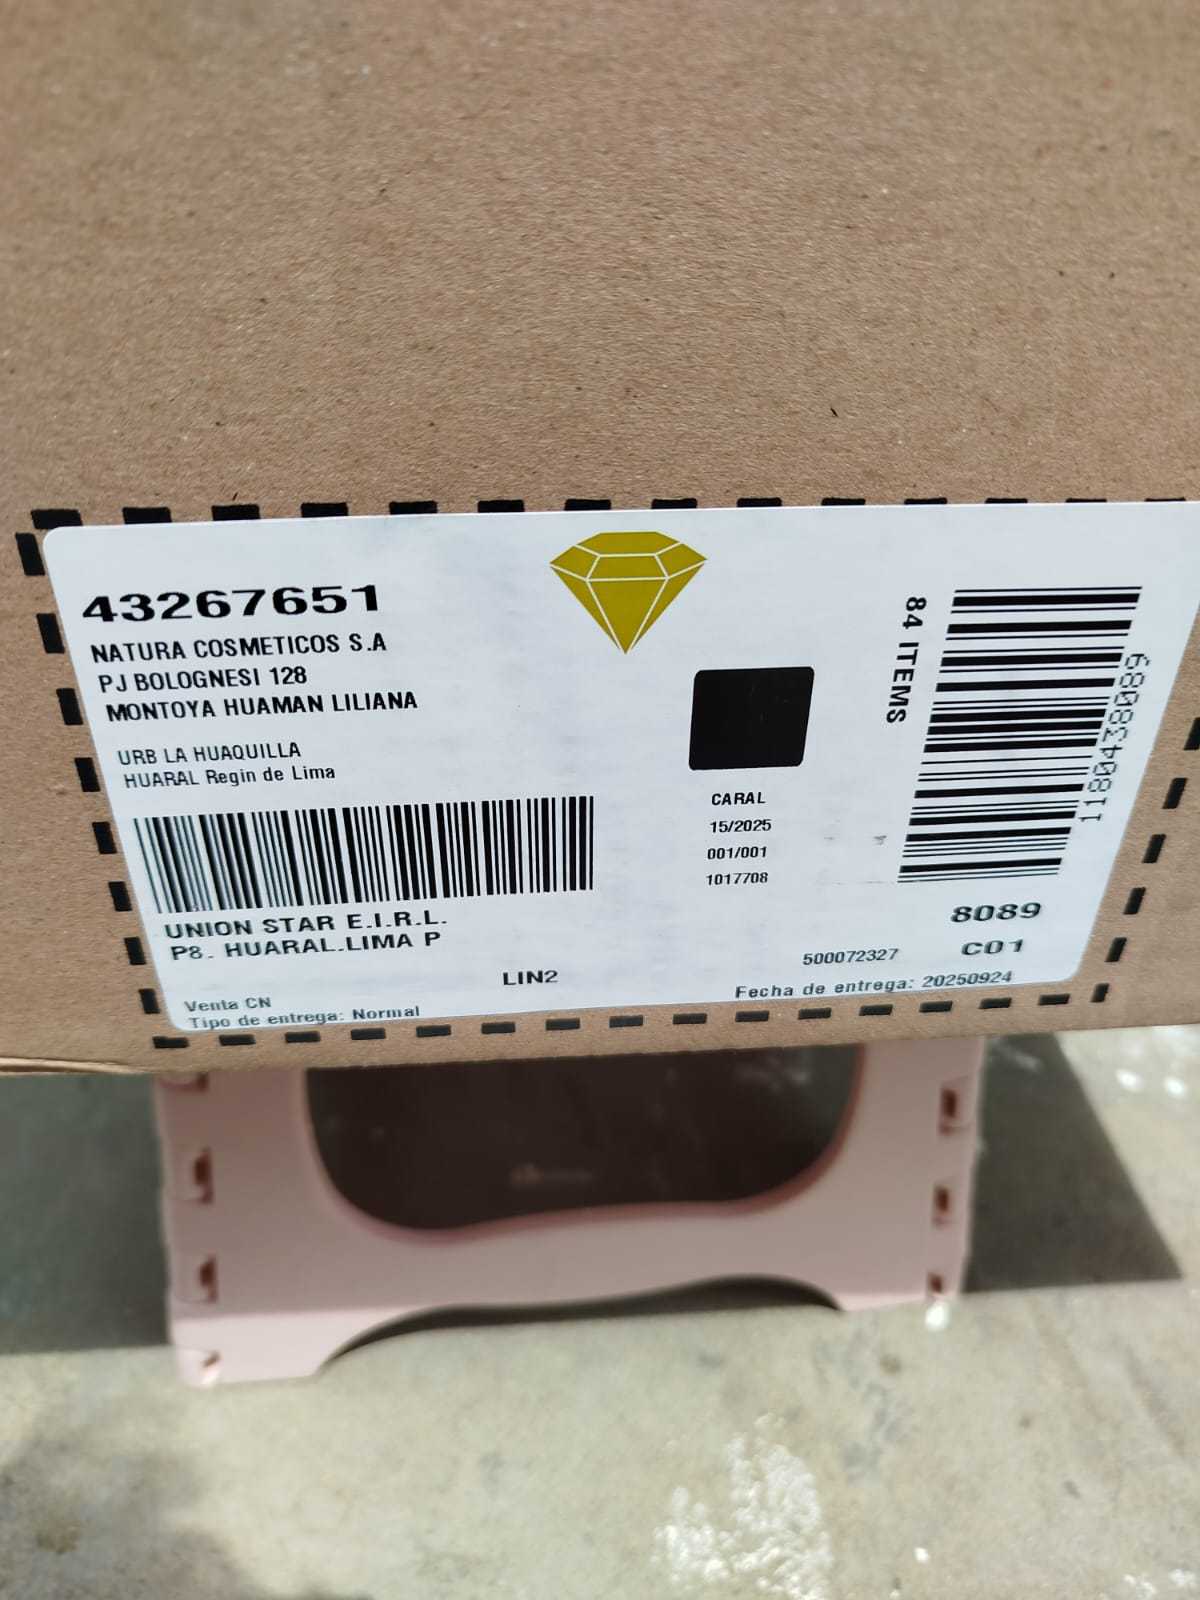 43267651
NATURA COSMETICOS S.A
PJ BOLOGNESI 128
MONTOYA HUAMAN LILIANA
URB LA HUAQUILLA
HUARAL Regin de Lima
UNION STAR E.I.R.L.
P8. HUARAL.LIMA P
LIN2
Venta CN
Tipo de entrega: Normal
CARAL
15/2025
001/001
1017708
84 ITEMS
1180438089
8089
C01
500072327
Fecha de entrega: 20250924